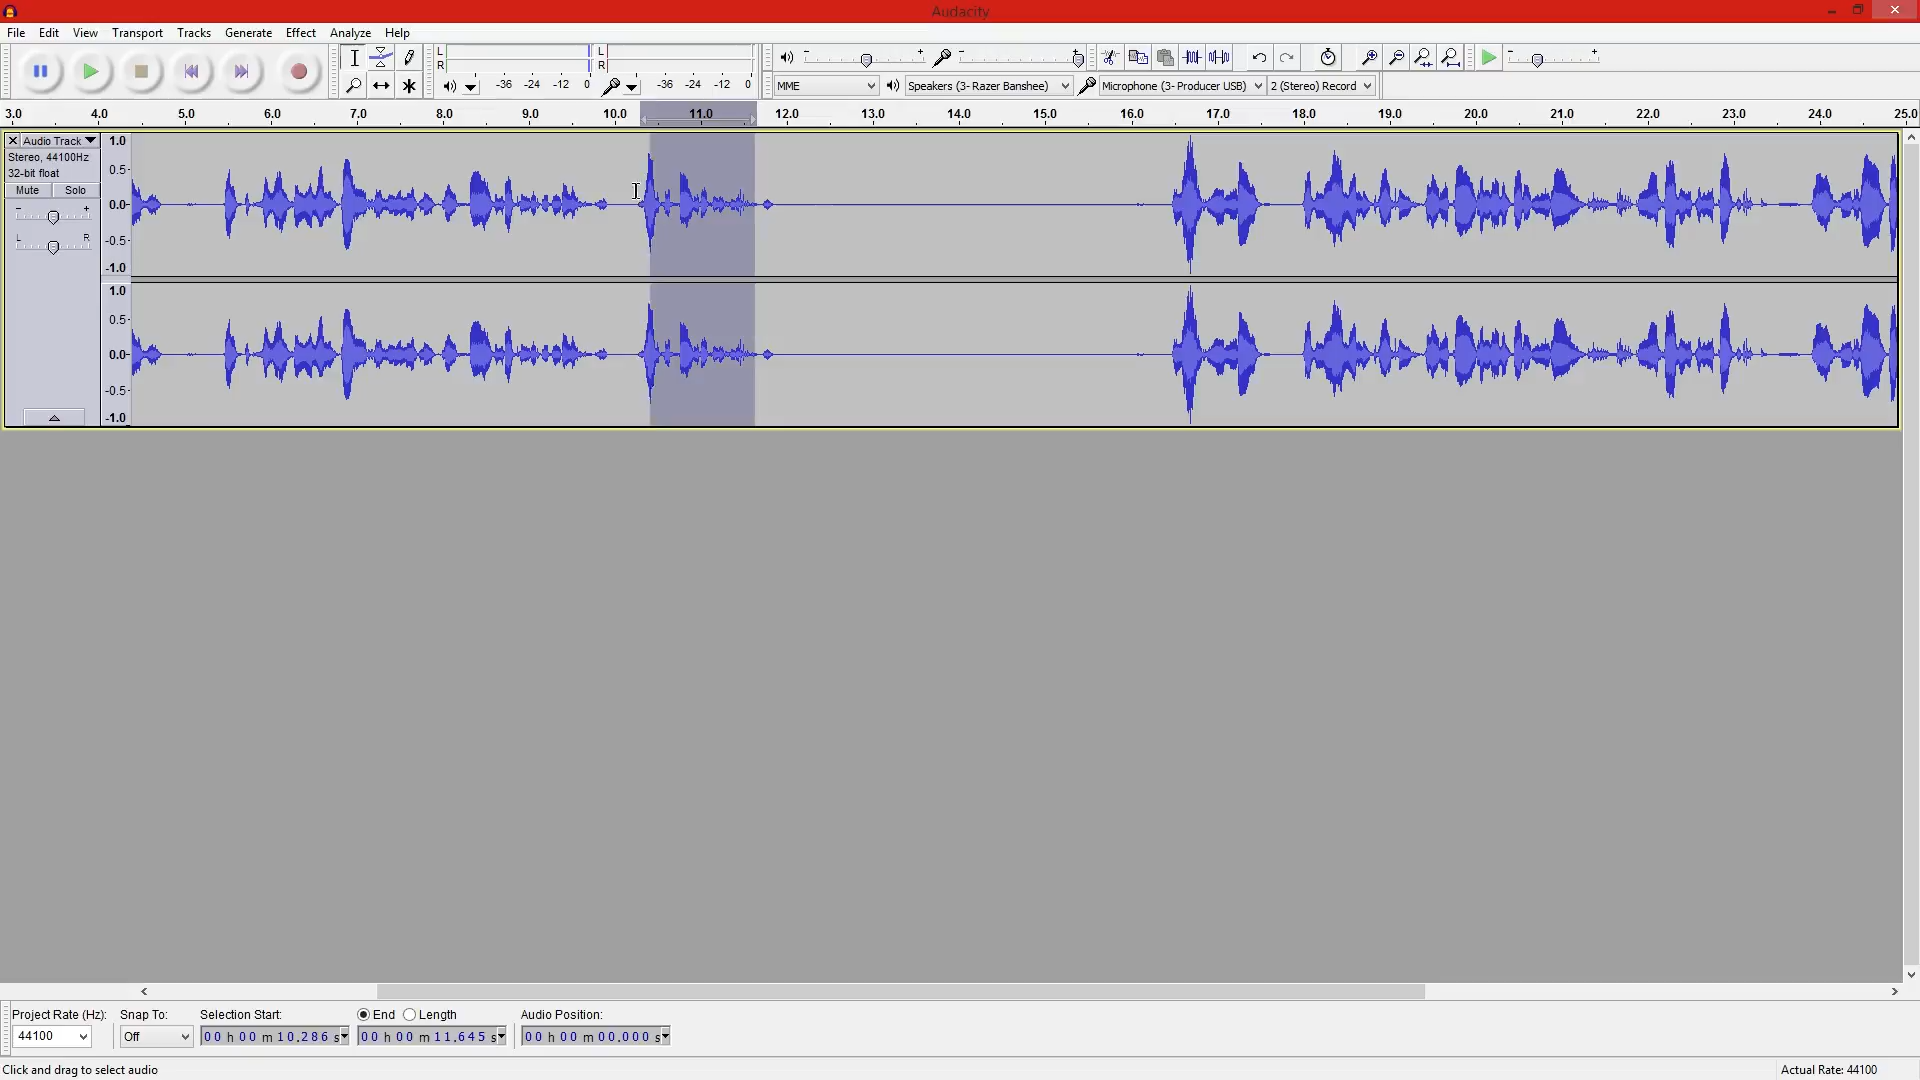 Audacity
File Edit View Transport Tracks Generate Effect Analyze Help
L R -36 -24 -12 0
L R -36 -24 -12 0
- +
- +
- +
MME
Speakers (3- Razer Banshee)
Microphone (3- Producer USB)
2 (Stereo) Record
3.0 4.0 5.0 6.0 7.0 8.0 9.0 10.0 11.0 12.0 13.0 14.0 15.0 16.0 17.0 18.0 19.0 20.0 21.0 22.0 23.0 24.0 25.0
Audio Track
Stereo, 44100Hz
32-bit float
Mute Solo
- +
L R
1.0
0.5
0.0
-0.5
-1.0
1.0
0.5
0.0
-0.5
-1.0
Project Rate (Hz): Snap To: Selection Start: End Length Audio Position:
44100 Off 00 h 00 m 10.286 s 00 h 00 m 11.645 s 00 h 00 m 00.000 s
Click and drag to select audio
Actual Rate: 44100